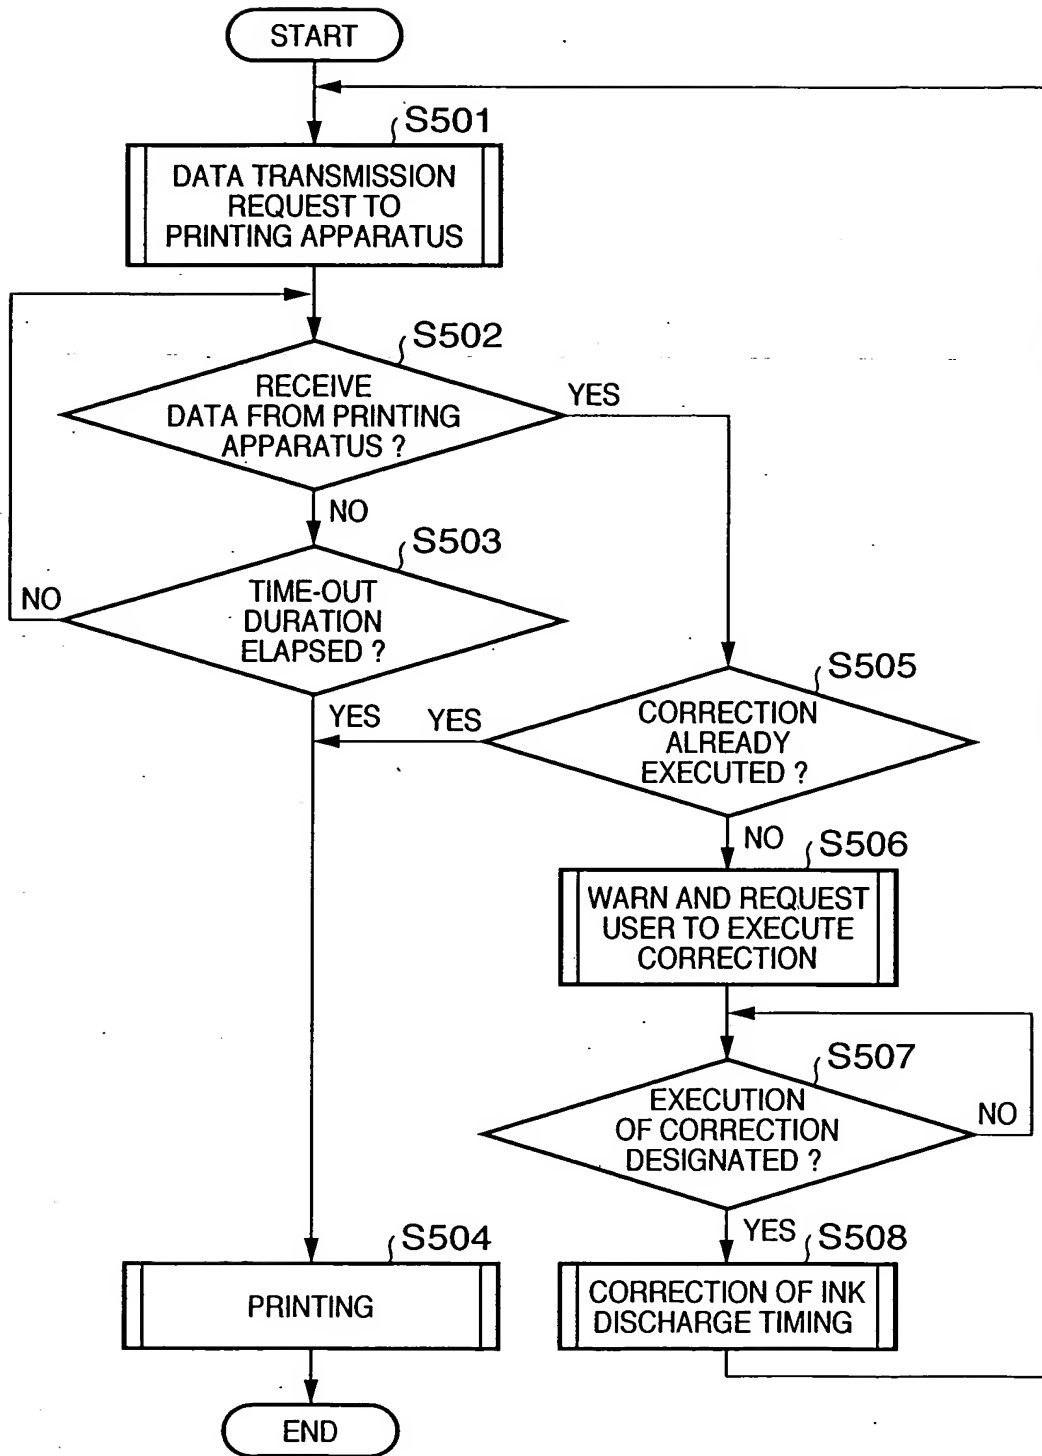 START
S501
DATA TRANSMISSION
REQUEST TO
PRINTING APPARATUS
S502
RECEIVE
DATA FROM PRINTING
APPARATUS ?
YES
NO
S503
TIME-OUT
DURATION
ELAPSED ?
NO
YES
S505
CORRECTION
ALREADY
EXECUTED ?
YES
NO
S506
WARN AND REQUEST
USER TO EXECUTE
CORRECTION
S507
EXECUTION
OF CORRECTION
DESIGNATED ?
NO
YES
S508
CORRECTION OF INK
DISCHARGE TIMING
S504
PRINTING
END